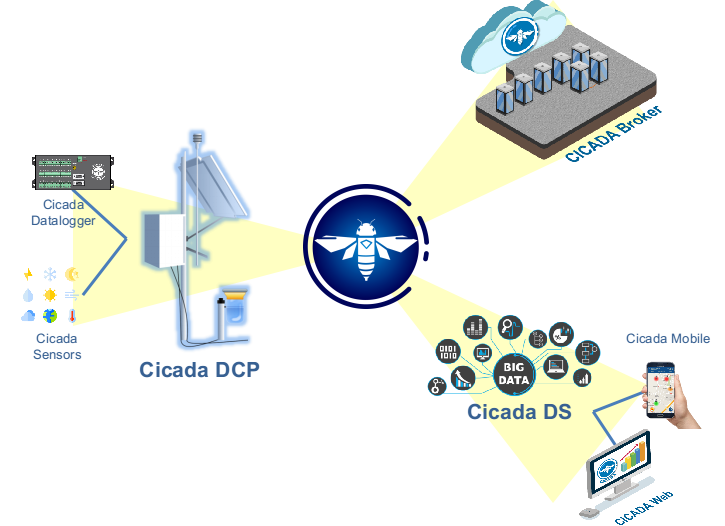 CICADA Broker
Cicada
Datalogger
Cicada
Sensors
Cicada DCP
0101
1010
BIG
DATA
Cicada DS
Cicada Mobile
CICADA Web